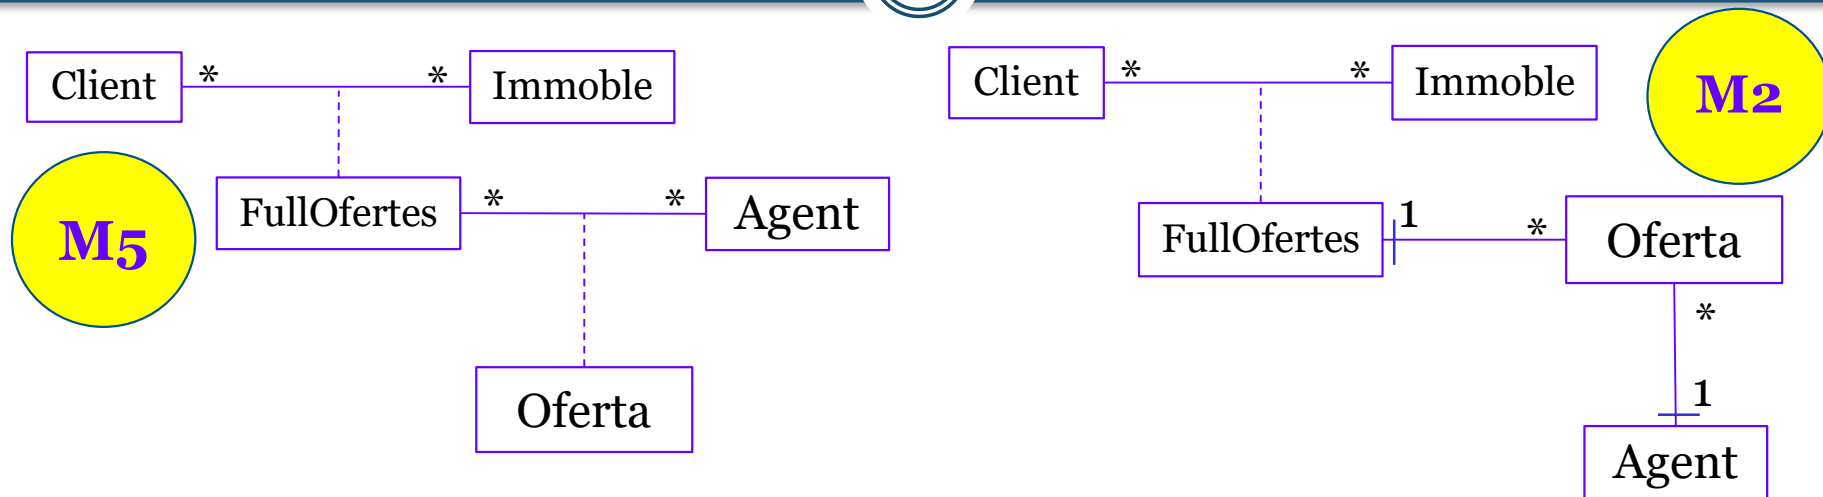 Client * * Immoble
FullOfertes * * Agent
Oferta
M5
Client * * Immoble
M2
FullOfertes 1 * Oferta
*
1
Agent